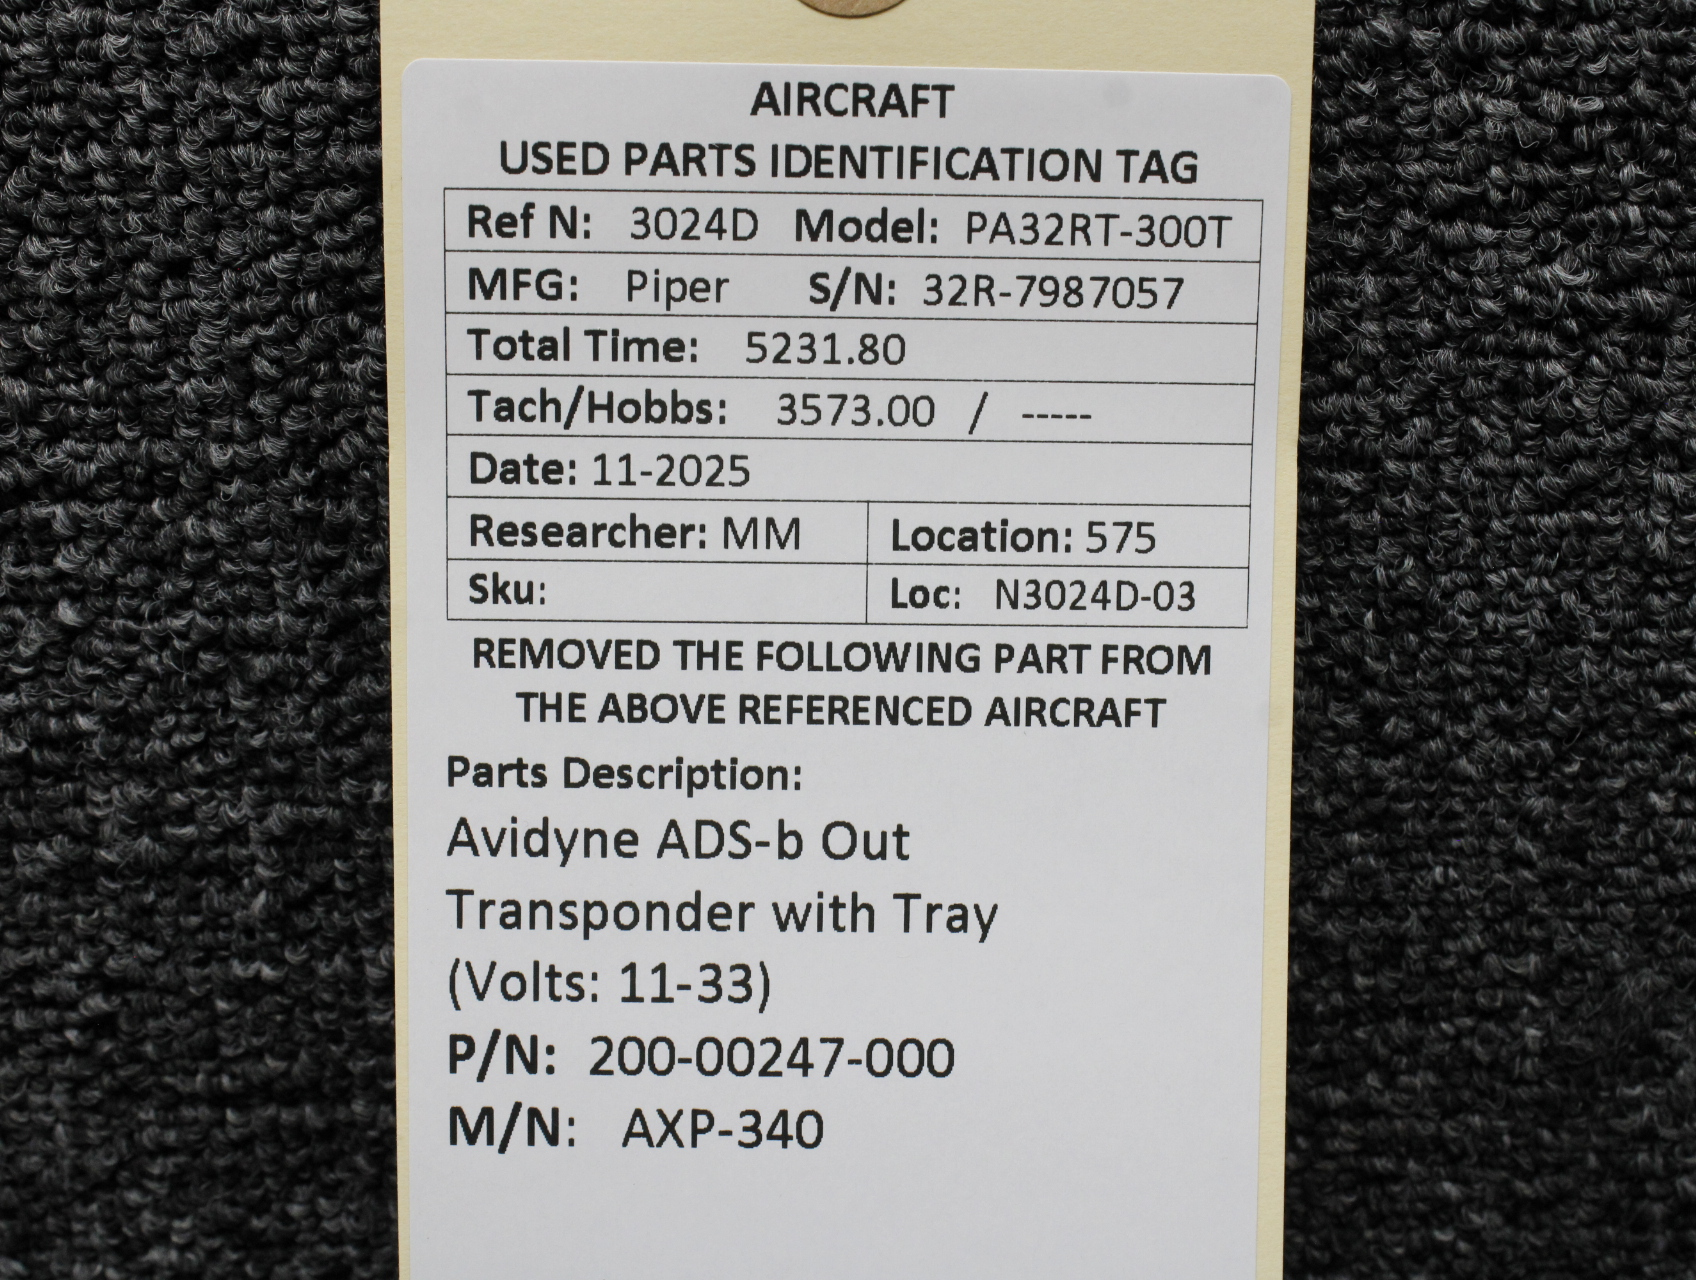 AIRCRAFT
USED PARTS IDENTIFICATION TAG
Ref N: 3024D Model: PA32RT-300T
MFG: Piper S/N: 32R-7987057
Total Time: 5231.80
Tach/Hobbs: 3573.00 / -----
Date: 11-2025
Researcher: MM Location: 575
Sku: Loc: N3024D-03
REMOVED THE FOLLOWING PART FROM
THE ABOVE REFERENCED AIRCRAFT
Parts Description:
Avidyne ADS-b Out
Transponder with Tray
(Volts: 11-33)
P/N: 200-00247-000
M/N: AXP-340